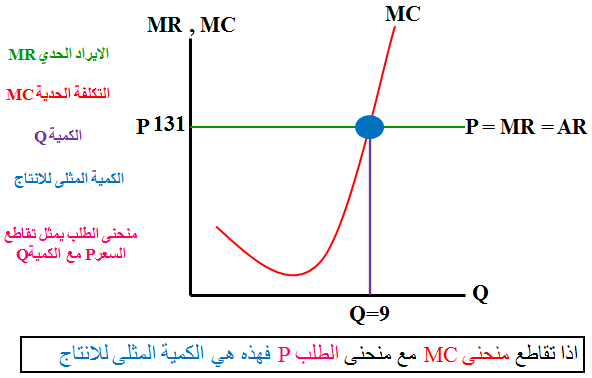 MR , MC
MC
الايراد الحدي MR
التكلفة الحدية MC
P 131
P = MR = AR
الكمية Q
الكمية المثلى للانتاج
منحنى الطلب يمثل تقاطع
السعرP مع الكميةQ
Q
Q=9
اذا تقاطع منحنى MC مع منحنى الطلب P فهذه هي الكمية المثلى للانتاج